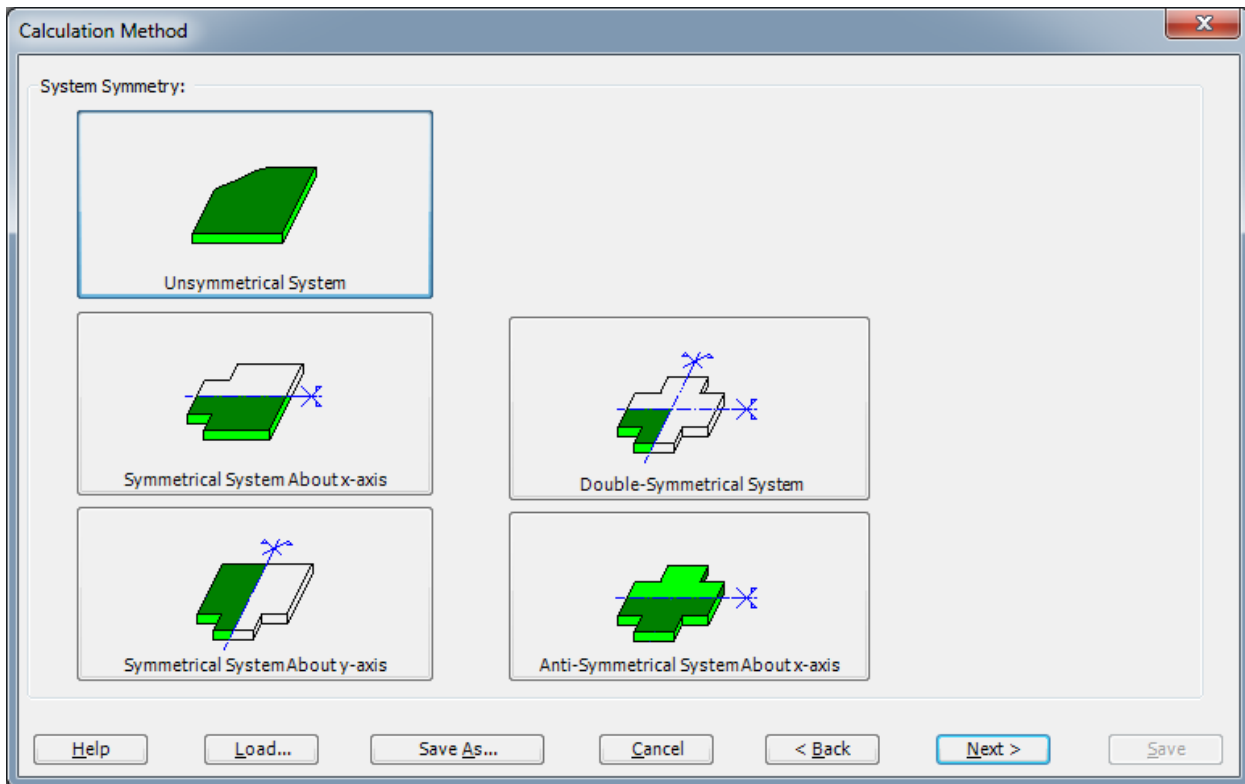 Calculation Method
System Symmetry:
Unsymmetrical System
Symmetrical System About x-axis
Double-Symmetrical System
Symmetrical System About y-axis
Anti-Symmetrical System About x-axis
Help
Load...
Save As...
Cancel
< Back
Next >
Save